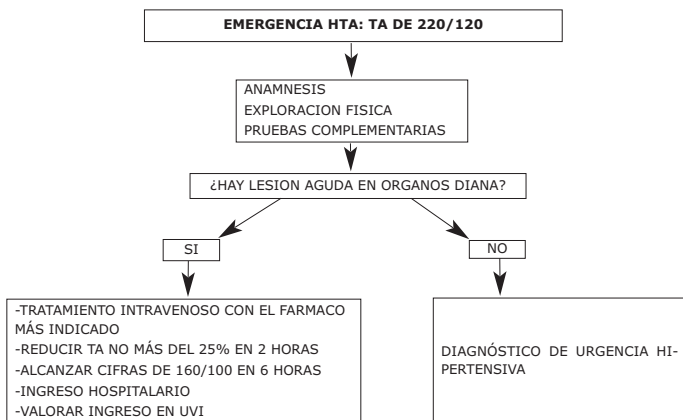 EMERGENCIA HTA: TA DE 220/120
ANAMNESIS
EXPLORACION FISICA
PRUEBAS COMPLEMENTARIAS
¿HAY LESION AGUDA EN ORGANOS DIANA?
SI
NO
-TRATAMIENTO INTRAVENOSO CON EL FARMACO
MÁS INDICADO
-REDUCIR TA NO MÁS DEL 25% EN 2 HORAS
-ALCANZAR CIFRAS DE 160/100 EN 6 HORAS
-INGRESO HOSPITALARIO
-VALORAR INGRESO EN UVI
DIAGNÓSTICO DE URGENCIA HI-
PERTENSIVA